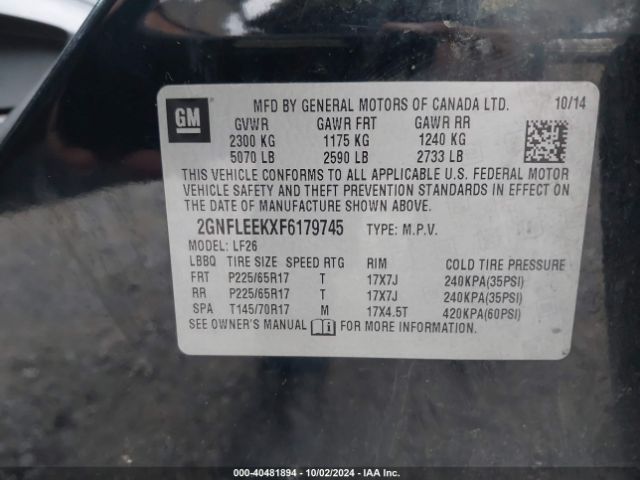 GM
MFD BY GENERAL MOTORS OF CANADA LTD. 10/14
GVWR GAWR FRT GAWR RR
2300 KG 1175 KG 1240 KG
5070 LB 2590 LB 2733 LB
THIS VEHICLE CONFORMS TO ALL APPLICABLE U.S. FEDERAL MOTOR
VEHICLE SAFETY AND THEFT PREVENTION STANDARDS IN EFFECT ON
THE DATE OF MANUFACTURE SHOWN ABOVE.
2GNFLEEKXF6179745 TYPE: M.P.V.
MODEL: LF26
LBBQ TIRE SIZE SPEED RTG RIM COLD TIRE PRESSURE
FRT P225/65R17 T 17X7J 240KPA(35PSI)
RR P225/65R17 T 17X7J 240KPA(35PSI)
SPA T145/70R17 M 17X4.5T 420KPA(60PSI)
SEE OWNER'S MANUAL FOR MORE INFORMATION.
COPART 00-40481894 - 10/02/2024 - IAA Inc.